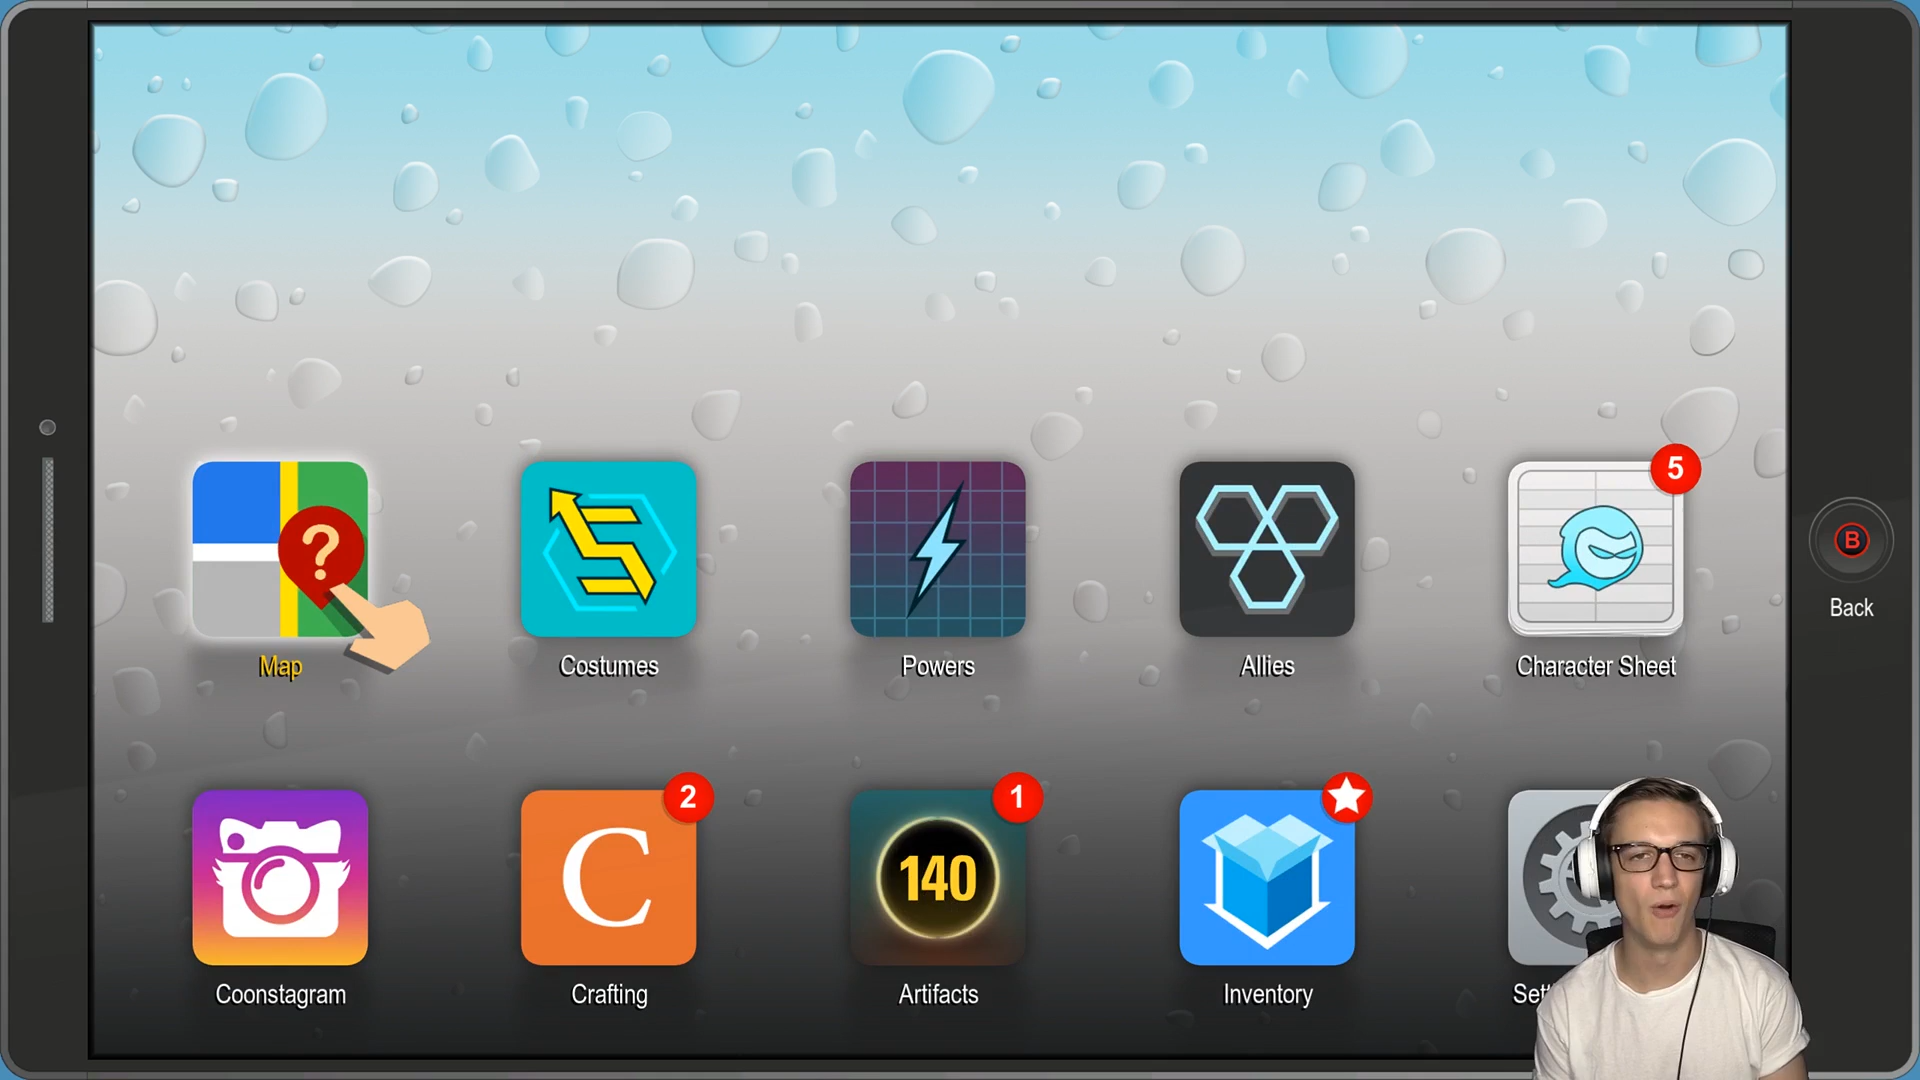 ?
5
B
Map
Costumes
Powers
Allies
Character Sheet
Back
2
1
C
140
Coonstagram
Crafting
Artifacts
Inventory